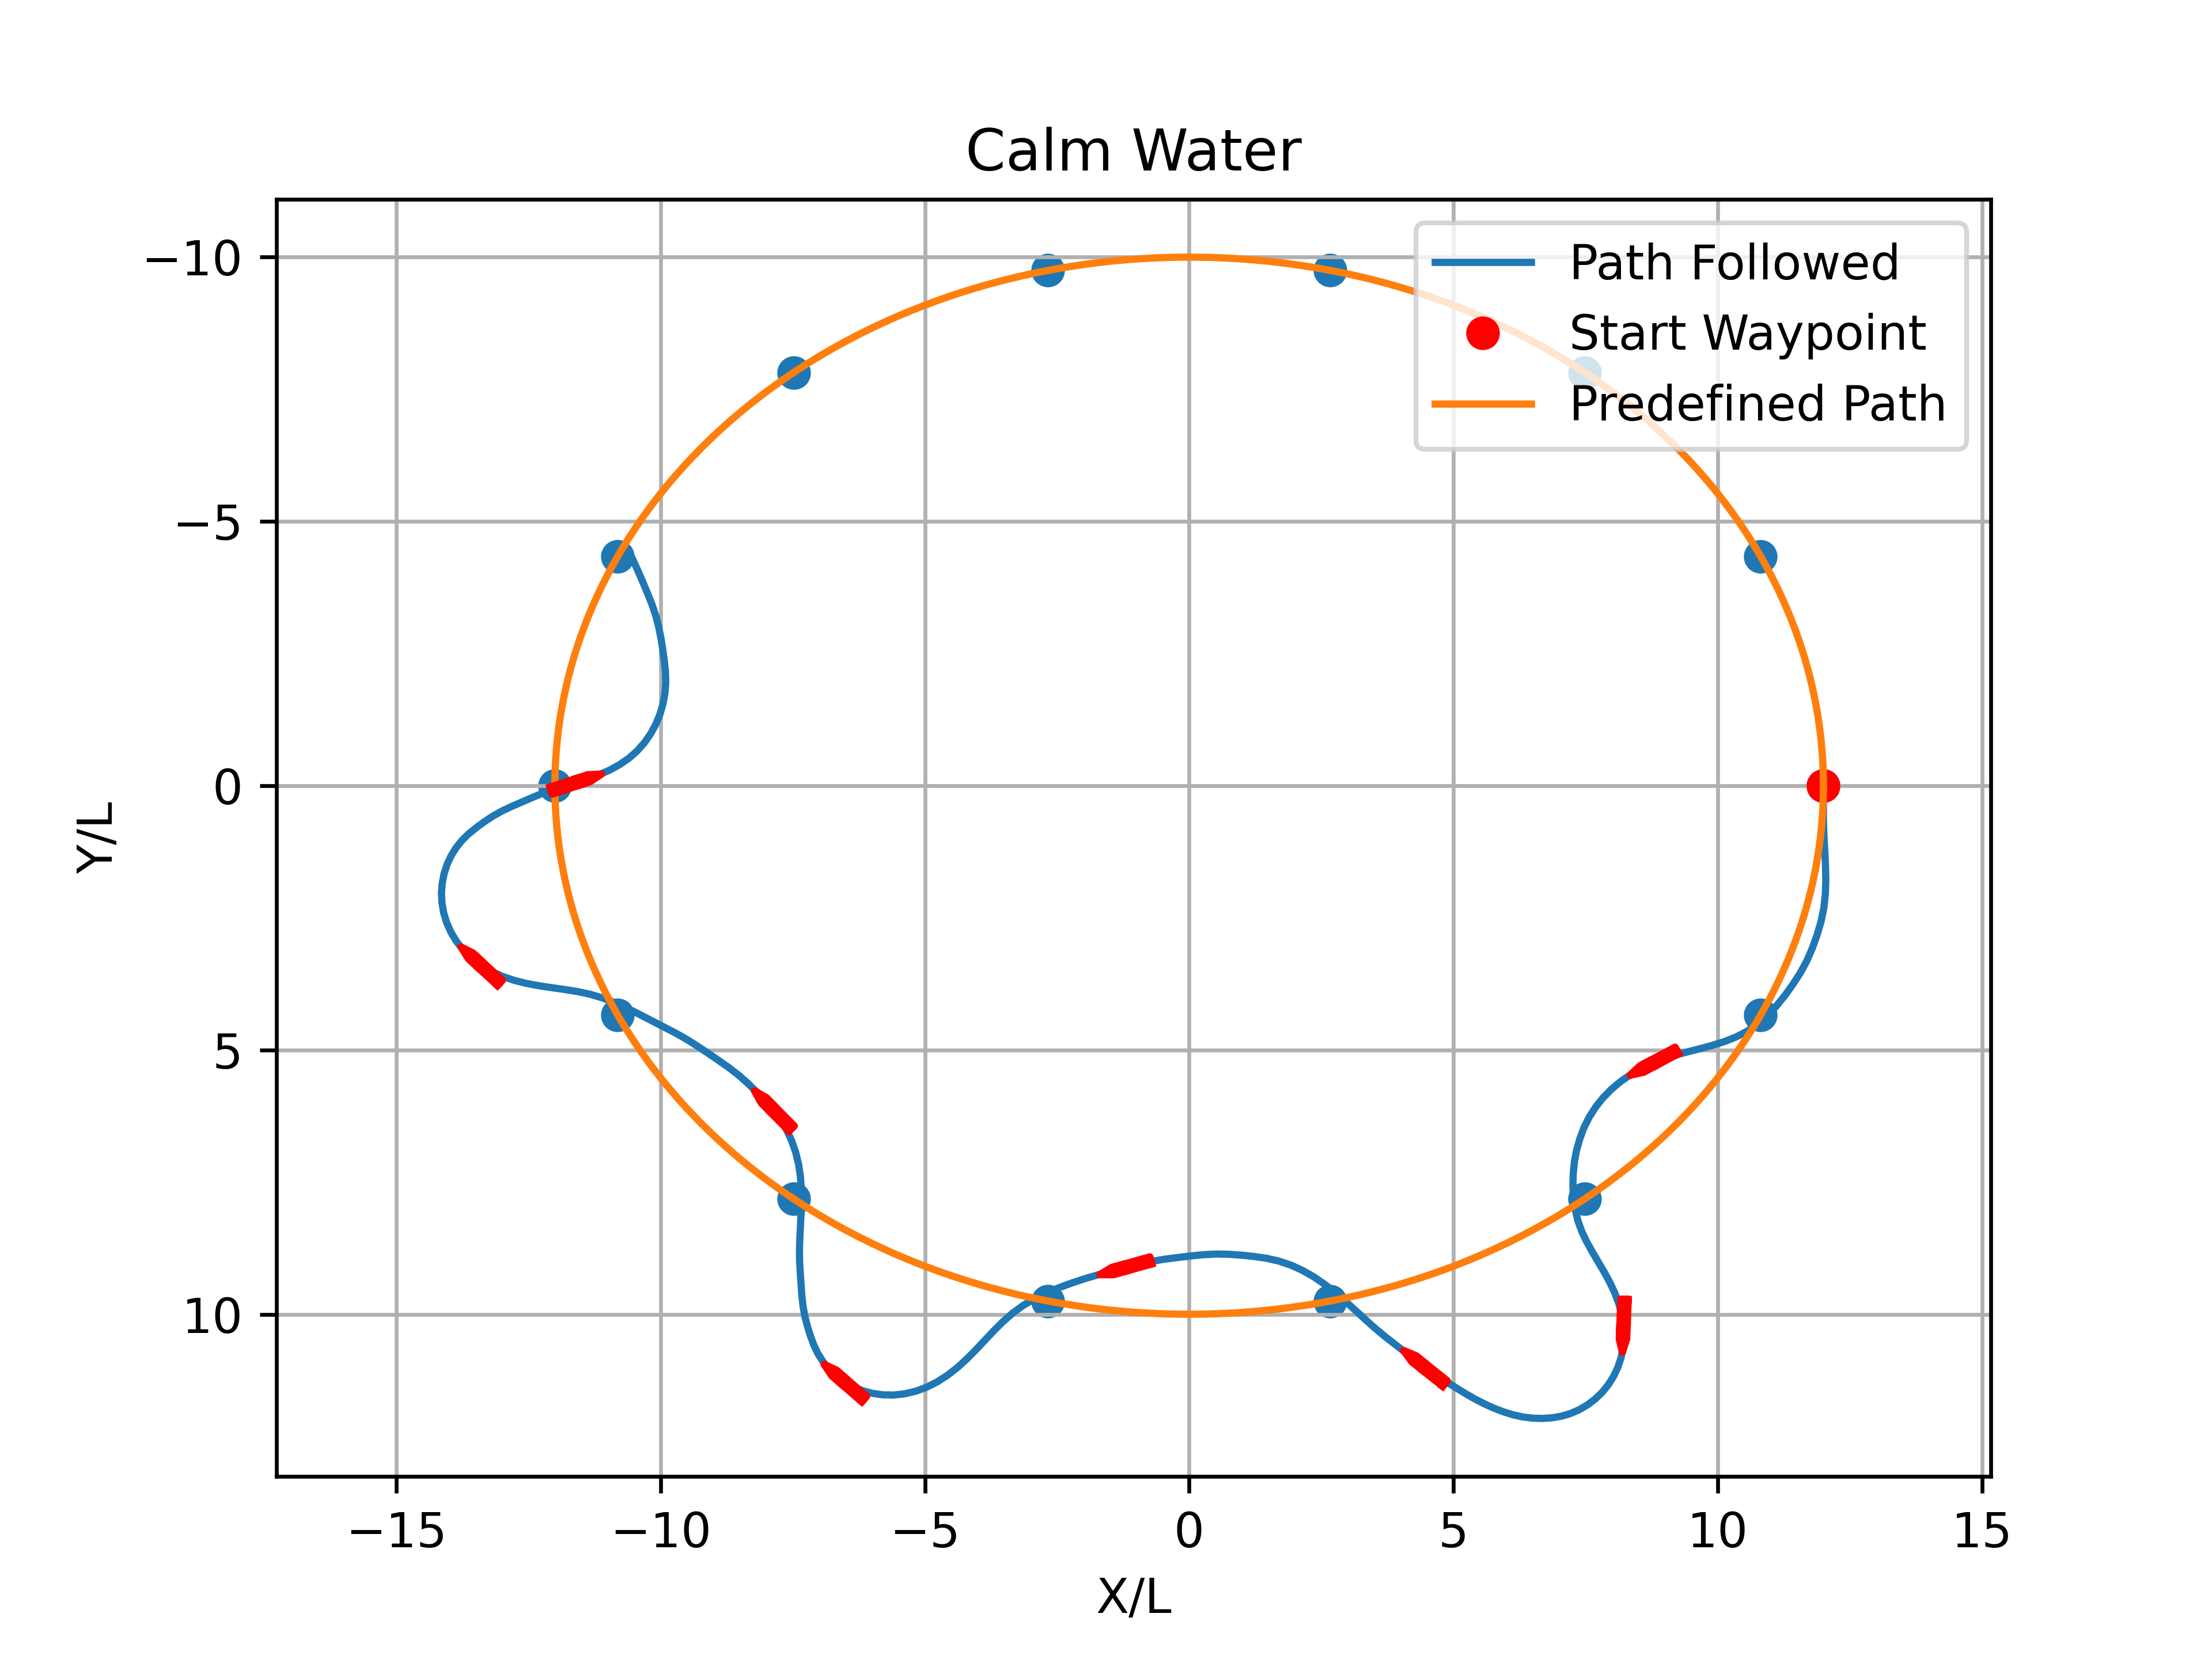 Calm Water
Path Followed
Start Waypoint
Predefined Path
−10
−5
0
5
10
Y/L
−15
−10
−5
0
5
10
15
X/L